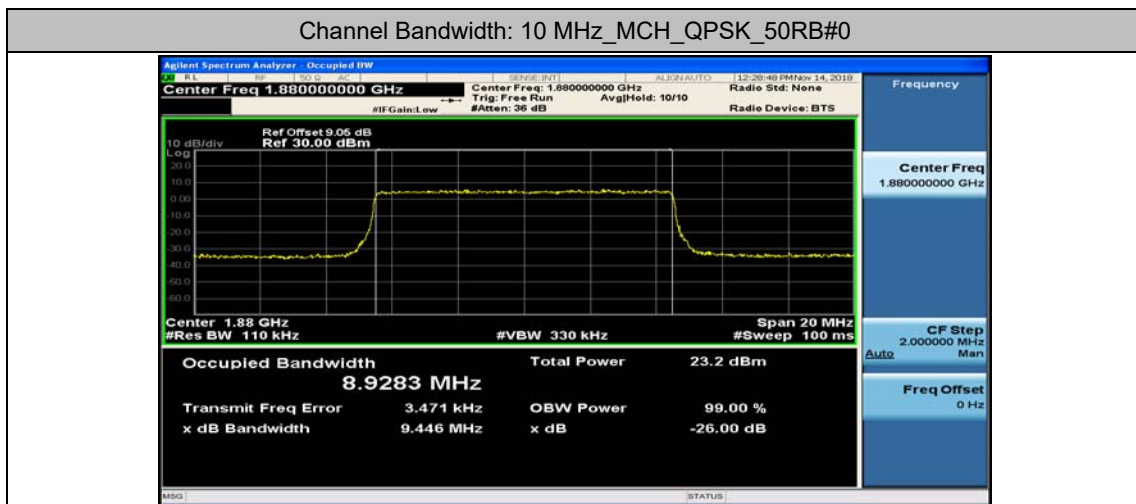 Channel Bandwidth: 10 MHz_MCH_QPSK_50RB#0
Agilent Spectrum Analyzer - Occupied BW
RL RF 50 Ω AC SENSE:INT ALIGN AUTO 12:28:48 PM Nov 14, 2018
Center Freq 1.880000000 GHz Center Freq: 1.880000000 GHz Radio Std: None Frequency
Trig: Free Run Avg|Hold: 10/10
#IFGain:Low #Atten: 36 dB Radio Device: BTS
Ref Offset 9.05 dB
10 dB/div Ref 30.00 dBm
Log
20.0
10.0
0.00
-10.0
-20.0
-30.0
-40.0
-50.0
-60.0
Center Freq
1.880000000 GHz
Center 1.88 GHz Span 20 MHz
#Res BW 110 kHz #VBW 330 kHz #Sweep 100 ms
CF Step
2.000000 MHz
Auto Man
Occupied Bandwidth Total Power 23.2 dBm
8.9283 MHz
Freq Offset
0 Hz
Transmit Freq Error 3.471 kHz OBW Power 99.00 %
x dB Bandwidth 9.446 MHz x dB -26.00 dB
MSG STATUS